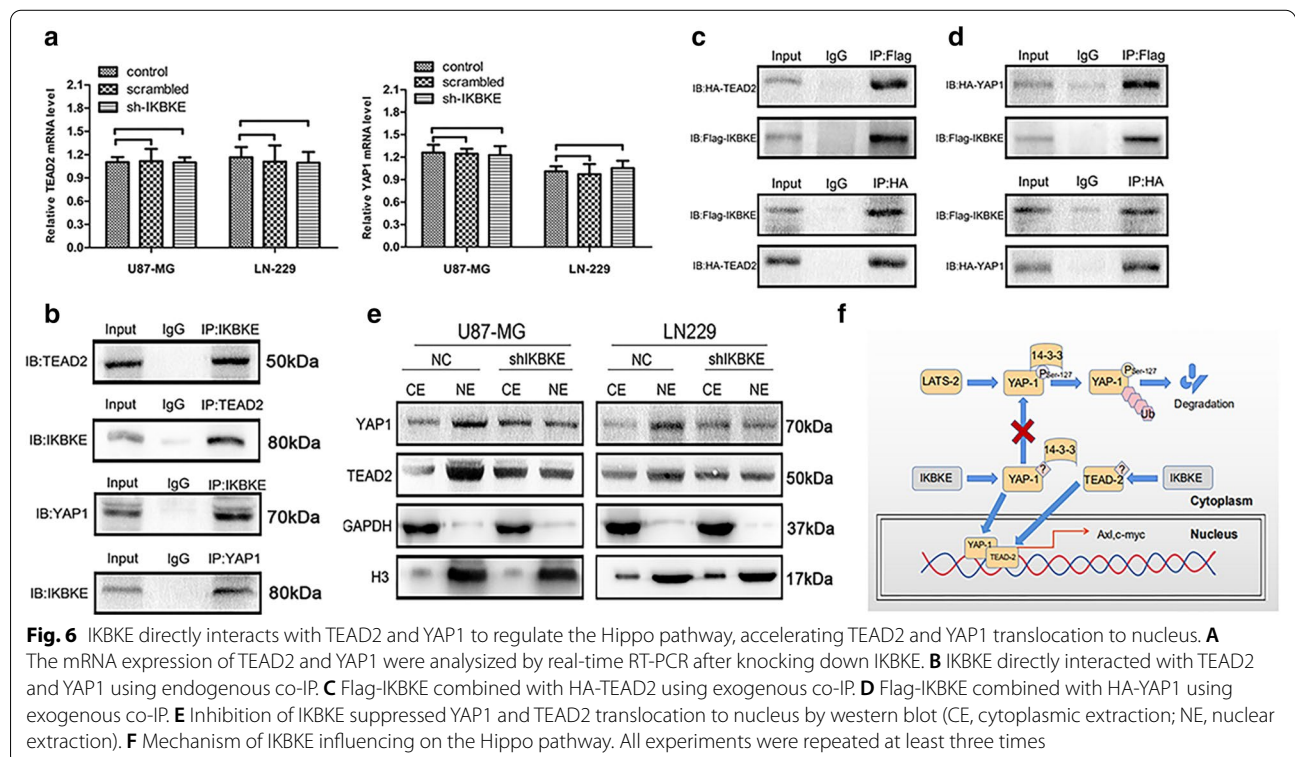 a
control
scrambled
sh-IKBKE
Relative TEAD2 mRNA level
2.1
1.8
1.5
1.2
0.9
0.6
0.3
0.0
U87-MG LN-229
control
scrambled
sh-IKBKE
Relative YAP1 mRNA level
2.1
1.8
1.5
1.2
0.9
0.6
0.3
0.0
U87-MG LN-229
b
Input IgG IP:IKBKE
IB:TEAD2 50kDa
Input IgG IP:TEAD2
IB:IKBKE 80kDa
Input IgG IP:IKBKE
IB:YAP1 70kDa
Input IgG IP:YAP1
IB:IKBKE 80kDa
c
Input IgG IP:Flag
IB:HA-TEAD2
IB:Flag-IKBKE
Input IgG IP:HA
IB:Flag-IKBKE
IB:HA-TEAD2
d
Input IgG IP:Flag
IB:HA-YAP1
IB:Flag-IKBKE
Input IgG IP:HA
IB:Flag-IKBKE
IB:HA-YAP1
e
U87-MG LN229
NC shIKBKE NC shIKBKE
CE NE CE NE CE NE CE NE
YAP1 70kDa
TEAD2 50kDa
GAPDH 37kDa
H3 17kDa
f
14-3-3
LATS-2 YAP-1 P Ser-127 YAP-1 P Ser-127
Ub
Degradation
14-3-3
IKBKE YAP-1 ? TEAD-2 ? IKBKE
Cytoplasm
Nucleus
YAP-1
TEAD-2
Axl,c-myc
Fig. 6 IKBKE directly interacts with TEAD2 and YAP1 to regulate the Hippo pathway, accelerating TEAD2 and YAP1 translocation to nucleus. A
The mRNA expression of TEAD2 and YAP1 were analysized by real-time RT-PCR after knocking down IKBKE. B IKBKE directly interacted with TEAD2
and YAP1 using endogenous co-IP. C Flag-IKBKE combined with HA-TEAD2 using exogenous co-IP. D Flag-IKBKE combined with HA-YAP1 using
exogenous co-IP. E Inhibition of IKBKE suppressed YAP1 and TEAD2 translocation to nucleus by western blot (CE, cytoplasmic extraction; NE, nuclear
extraction). F Mechanism of IKBKE influencing on the Hippo pathway. All experiments were repeated at least three times